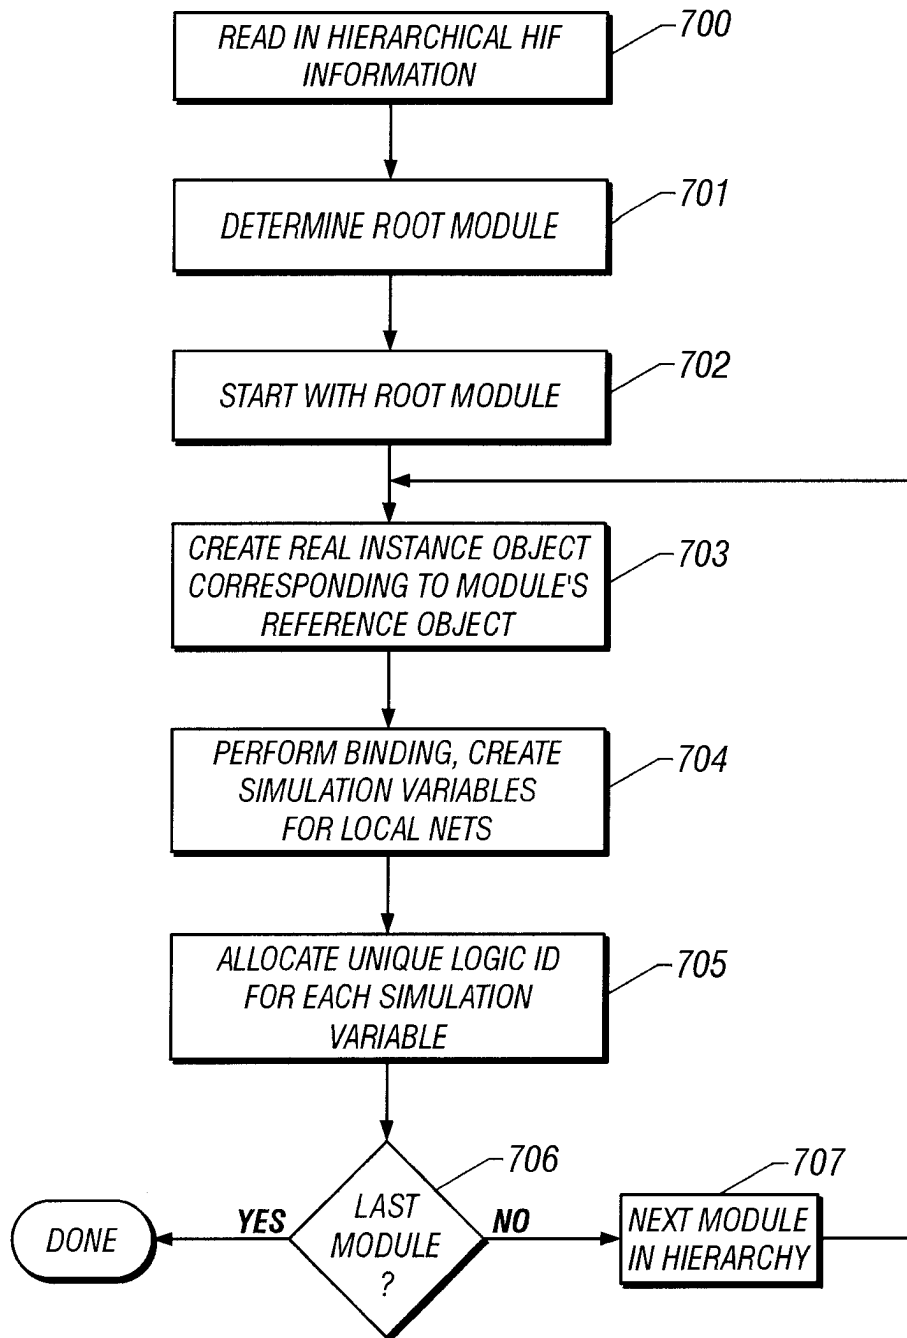 READ IN HIERARCHICAL HIF
INFORMATION
700
DETERMINE ROOT MODULE
701
START WITH ROOT MODULE
702
CREATE REAL INSTANCE OBJECT
CORRESPONDING TO MODULE'S
REFERENCE OBJECT
703
PERFORM BINDING, CREATE
SIMULATION VARIABLES
FOR LOCAL NETS
704
ALLOCATE UNIQUE LOGIC ID
FOR EACH SIMULATION
VARIABLE
705
LAST
MODULE
?
706
YES
DONE
NO
NEXT MODULE
IN HIERARCHY
707